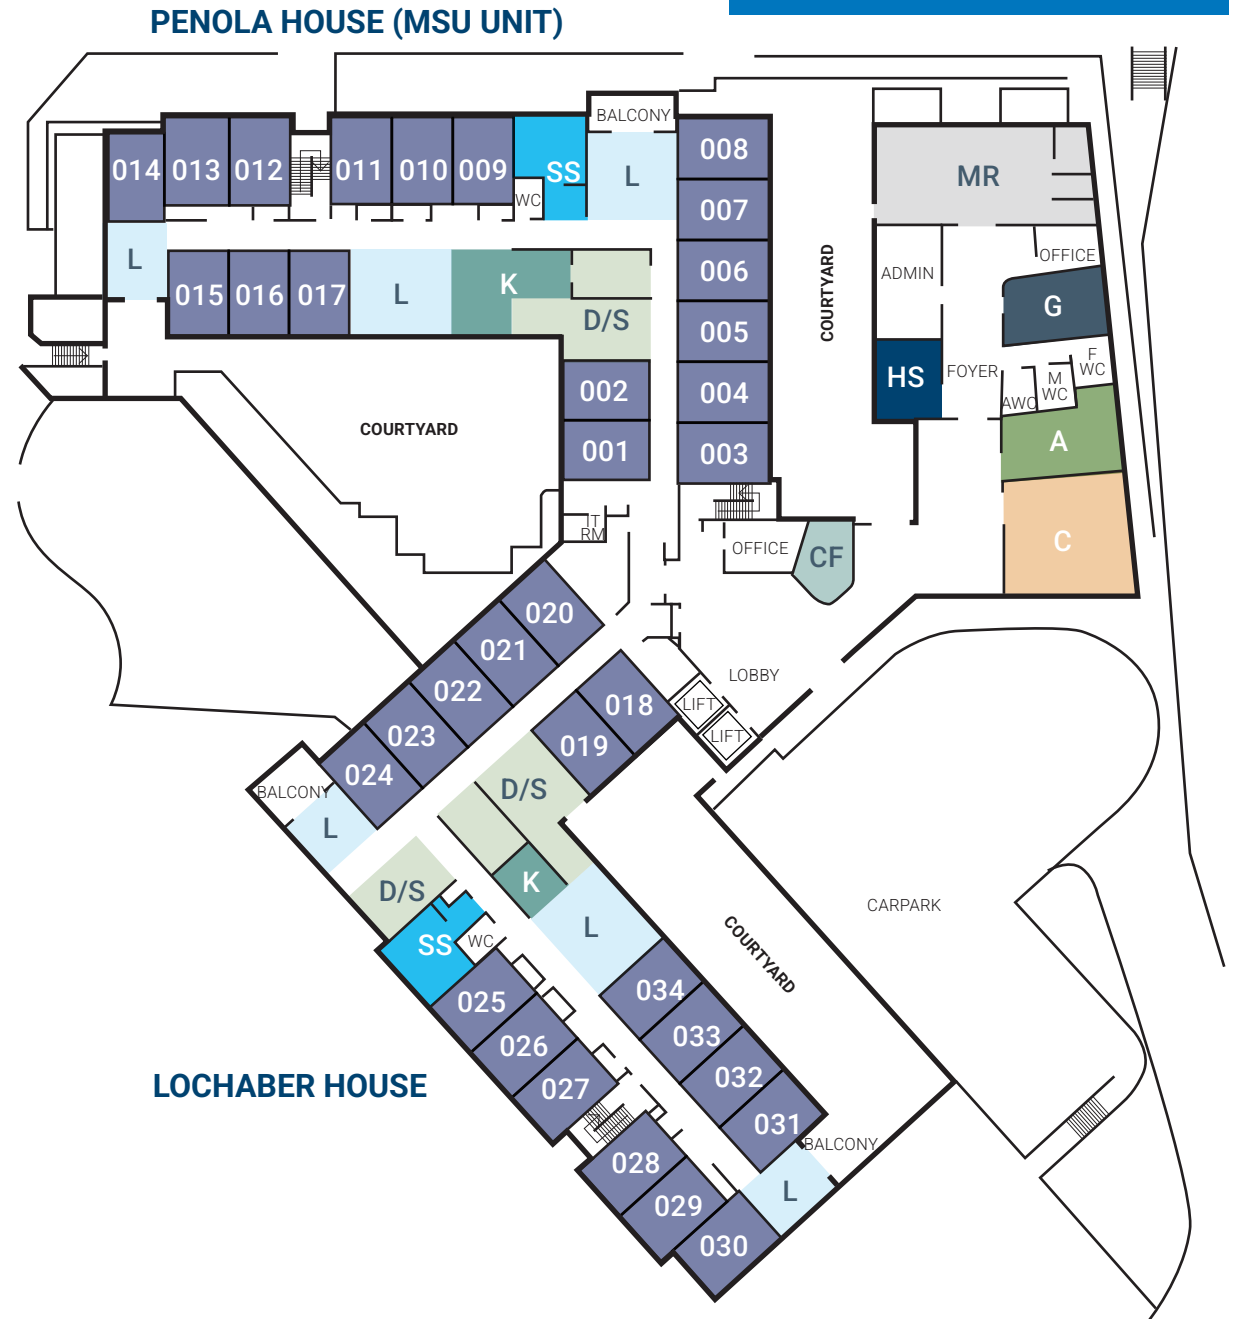 PENOLA HOUSE (MSU UNIT)
BALCONY
014
013
012
011
010
009
SS
WC
L
008
007
006
005
004
003
L
015
016
017
L
K
D/S
002
001
COURTYARD
COURTYARD
MR
ADMIN
OFFICE
G
HS
FOYER
F
WC
M
WC
AWC
A
C
IT
RM
OFFICE
CF
LOBBY
LIFT
LIFT
020
021
022
023
024
018
019
D/S
BALCONY
L
D/S
K
SS
WC
L
COURTYARD
CARPARK
025
026
027
034
033
032
031
BALCONY
028
029
030
L
LOCHABER HOUSE